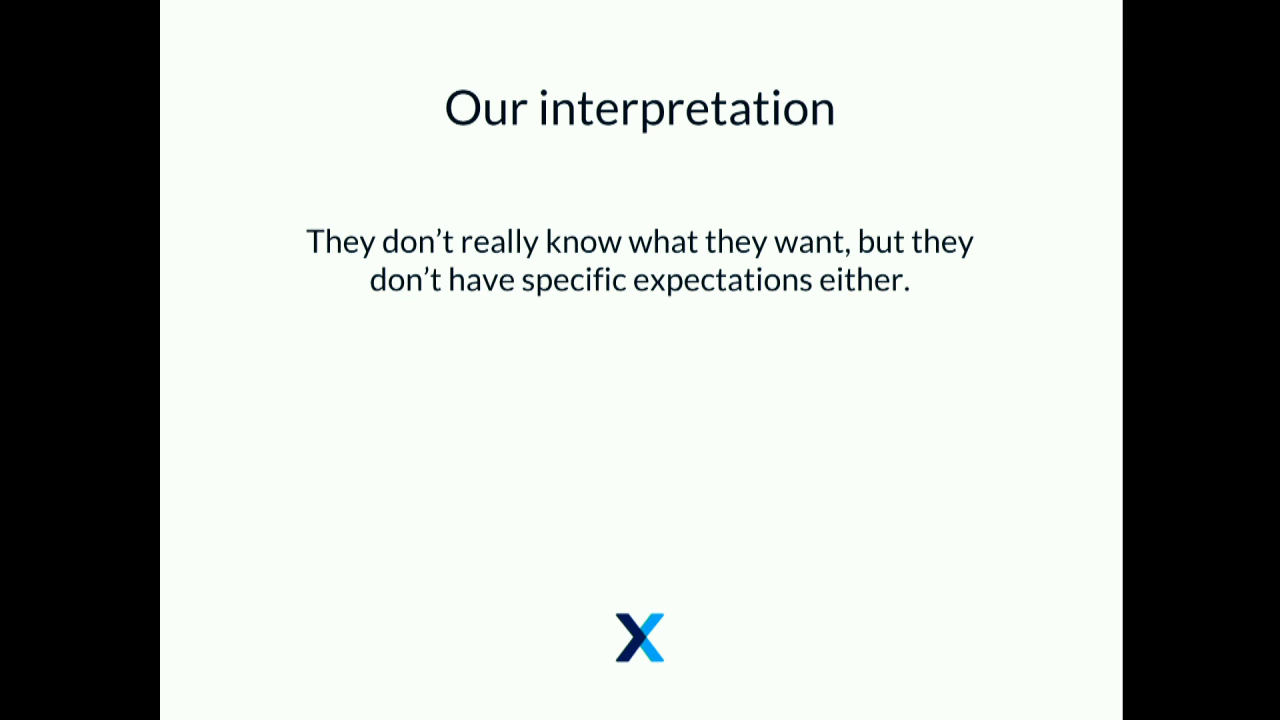 Our interpretation
They don’t really know what they want, but they
don’t have specific expectations either.
X